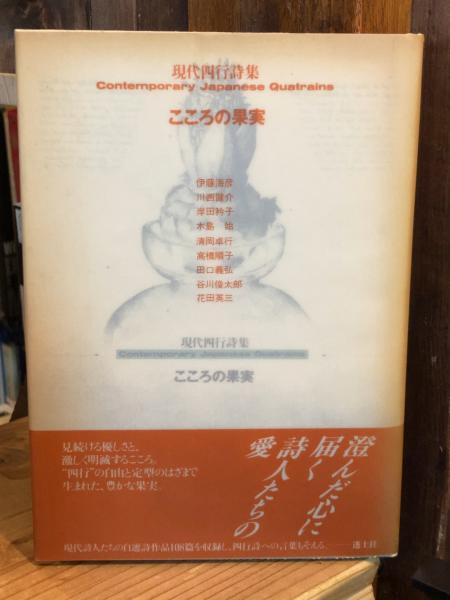 現代四行詩集
Contemporary Japanese Quatrains
こころの果実
伊藤海彦
川西健介
岸田衿子
木島 始
清岡卓行
高橋順子
田口義弘
谷川俊太郎
花田英三
現代四行詩集
Contemporary Japanese Quatrains
こころの果実
澄んだ心に
届く
詩人たちの
愛
見続ける優しさと、
激しく明滅するこころ。
“四行”の自由と定型のはざまで
生まれた、豊かな果実。
現代詩人たちの自選詩作品108篇を収録し、四行詩への言葉もそえる。——透土社